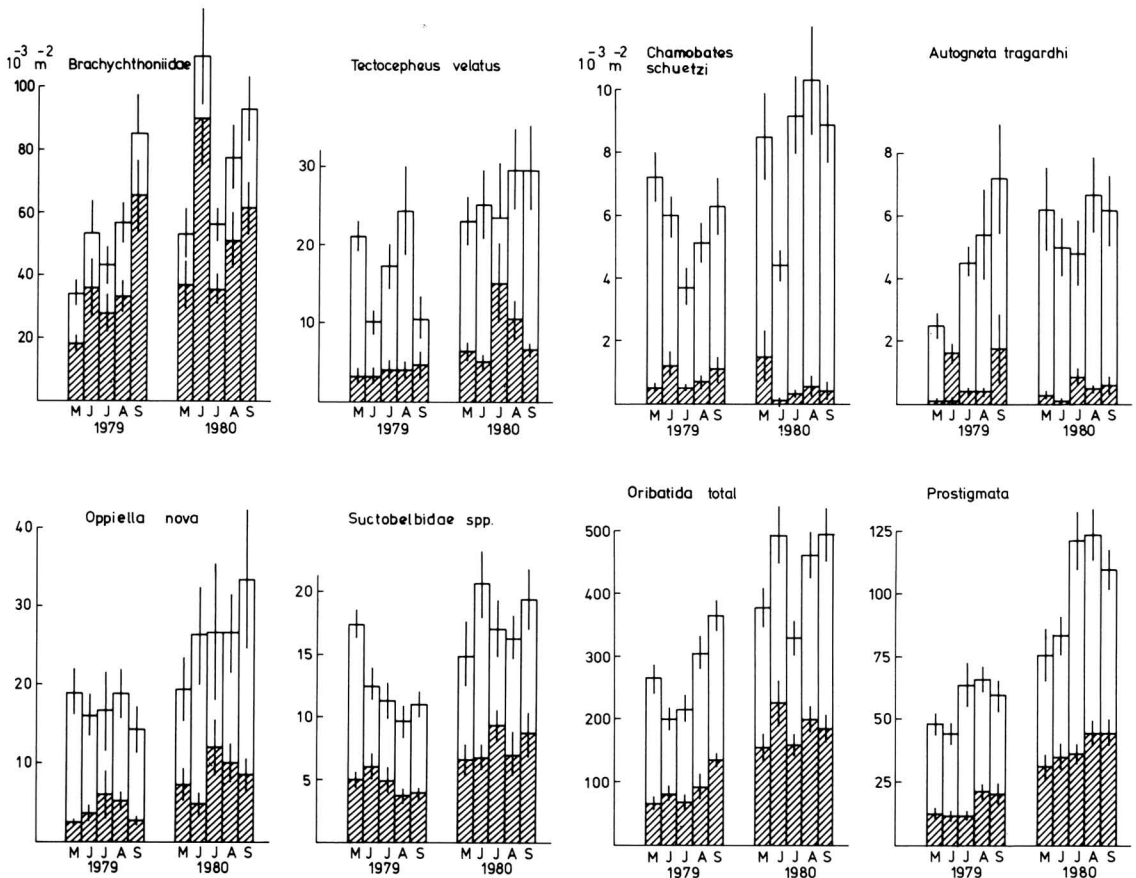 10⁻³ m⁻²
Brachychthoniidae
100
80
60
40
20
M J J A S M J J A S
1979 1980
Tectocepheus velatus
30
20
10
M J J A S M J J A S
1979 1980
10⁻³ m⁻²
Chamobates
schuetzi
10
8
6
4
2
M J J A S M J J A S
1979 1980
Autogneta tragardhi
8
6
4
2
M J J A S M J J A S
1979 1980
Oppiella nova
40
30
20
10
M J J A S M J J A S
1979 1980
Suctobelbidae spp.
20
15
10
5
M J J A S M J J A S
1979 1980
Oribatida total
500
400
300
200
100
M J J A S M J J A S
1979 1980
Prostigmata
125
100
75
50
25
M J J A S M J J A S
1979 1980